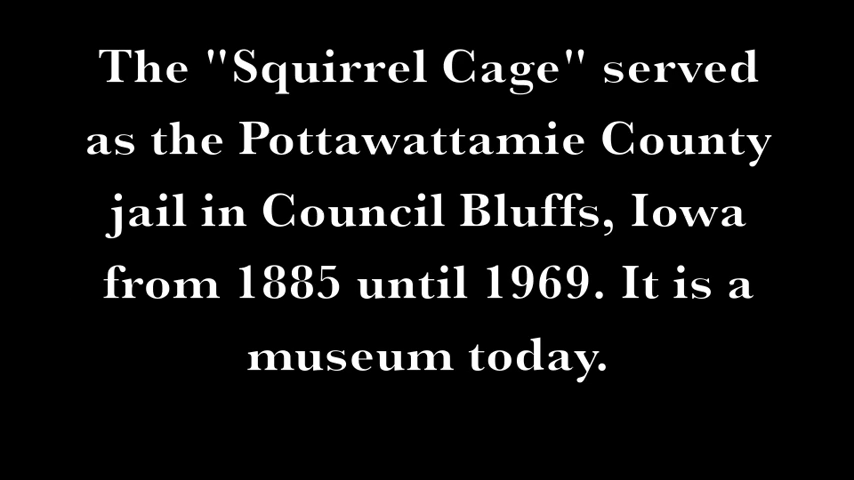 The "Squirrel Cage" served
as the Pottawattamie County
jail in Council Bluffs, Iowa
from 1885 until 1969. It is a
museum today.